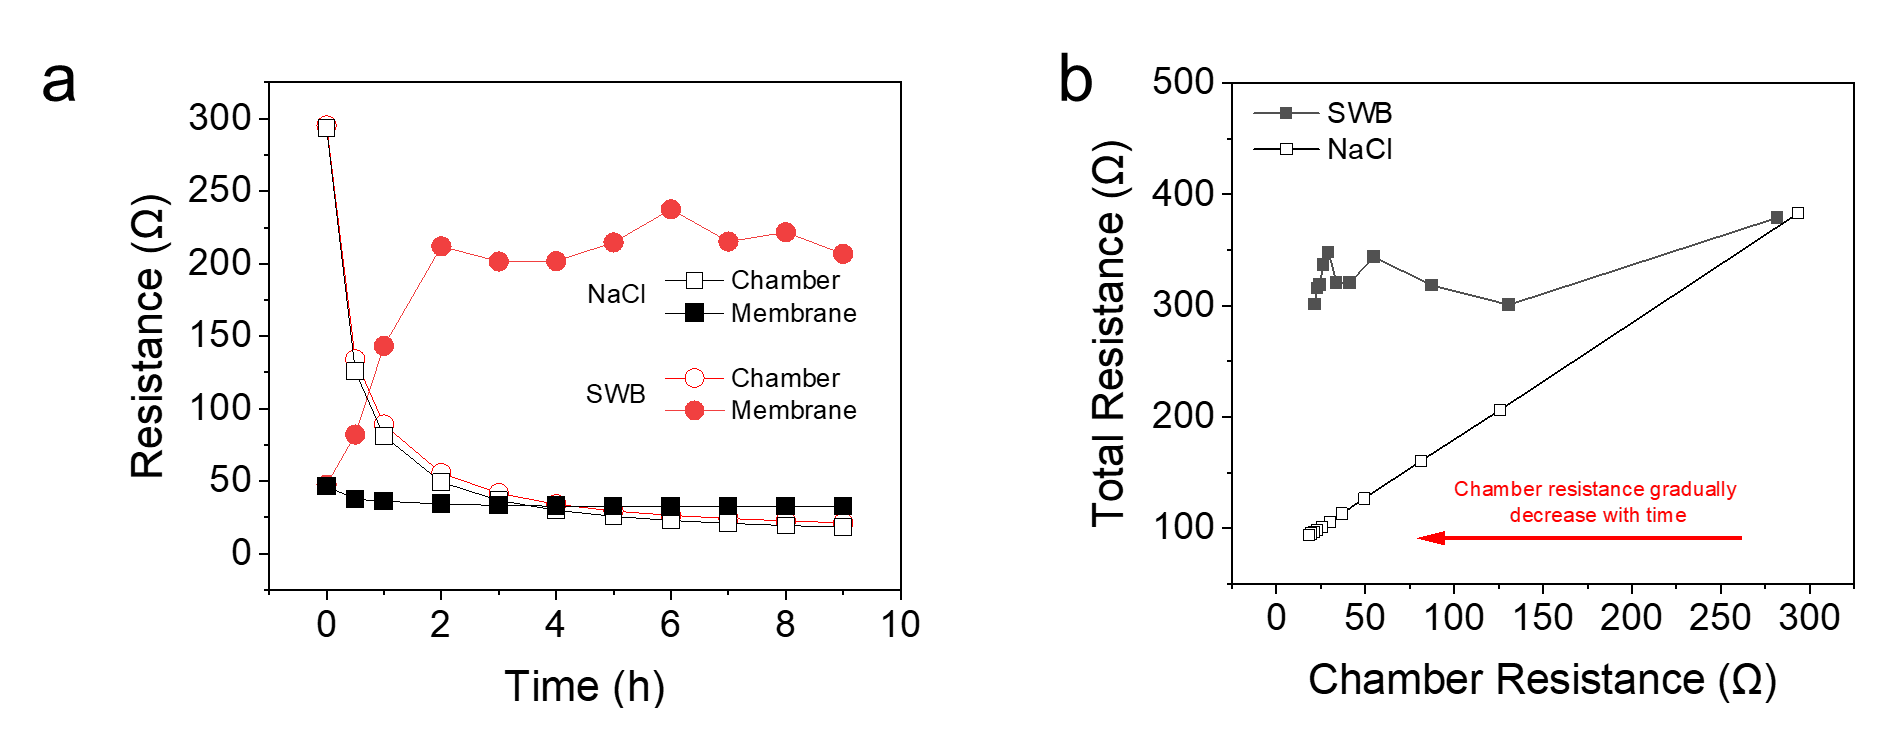 a
Resistance (Ω)
300
250
200
150
100
50
0
0 2 4 6 8 10
Time (h)
NaCl
Chamber
Membrane
SWB
Chamber
Membrane
b
Total Resistance (Ω)
500
400
300
200
100
SWB
NaCl
Chamber resistance gradually
decrease with time
0 50 100 150 200 250 300
Chamber Resistance (Ω)